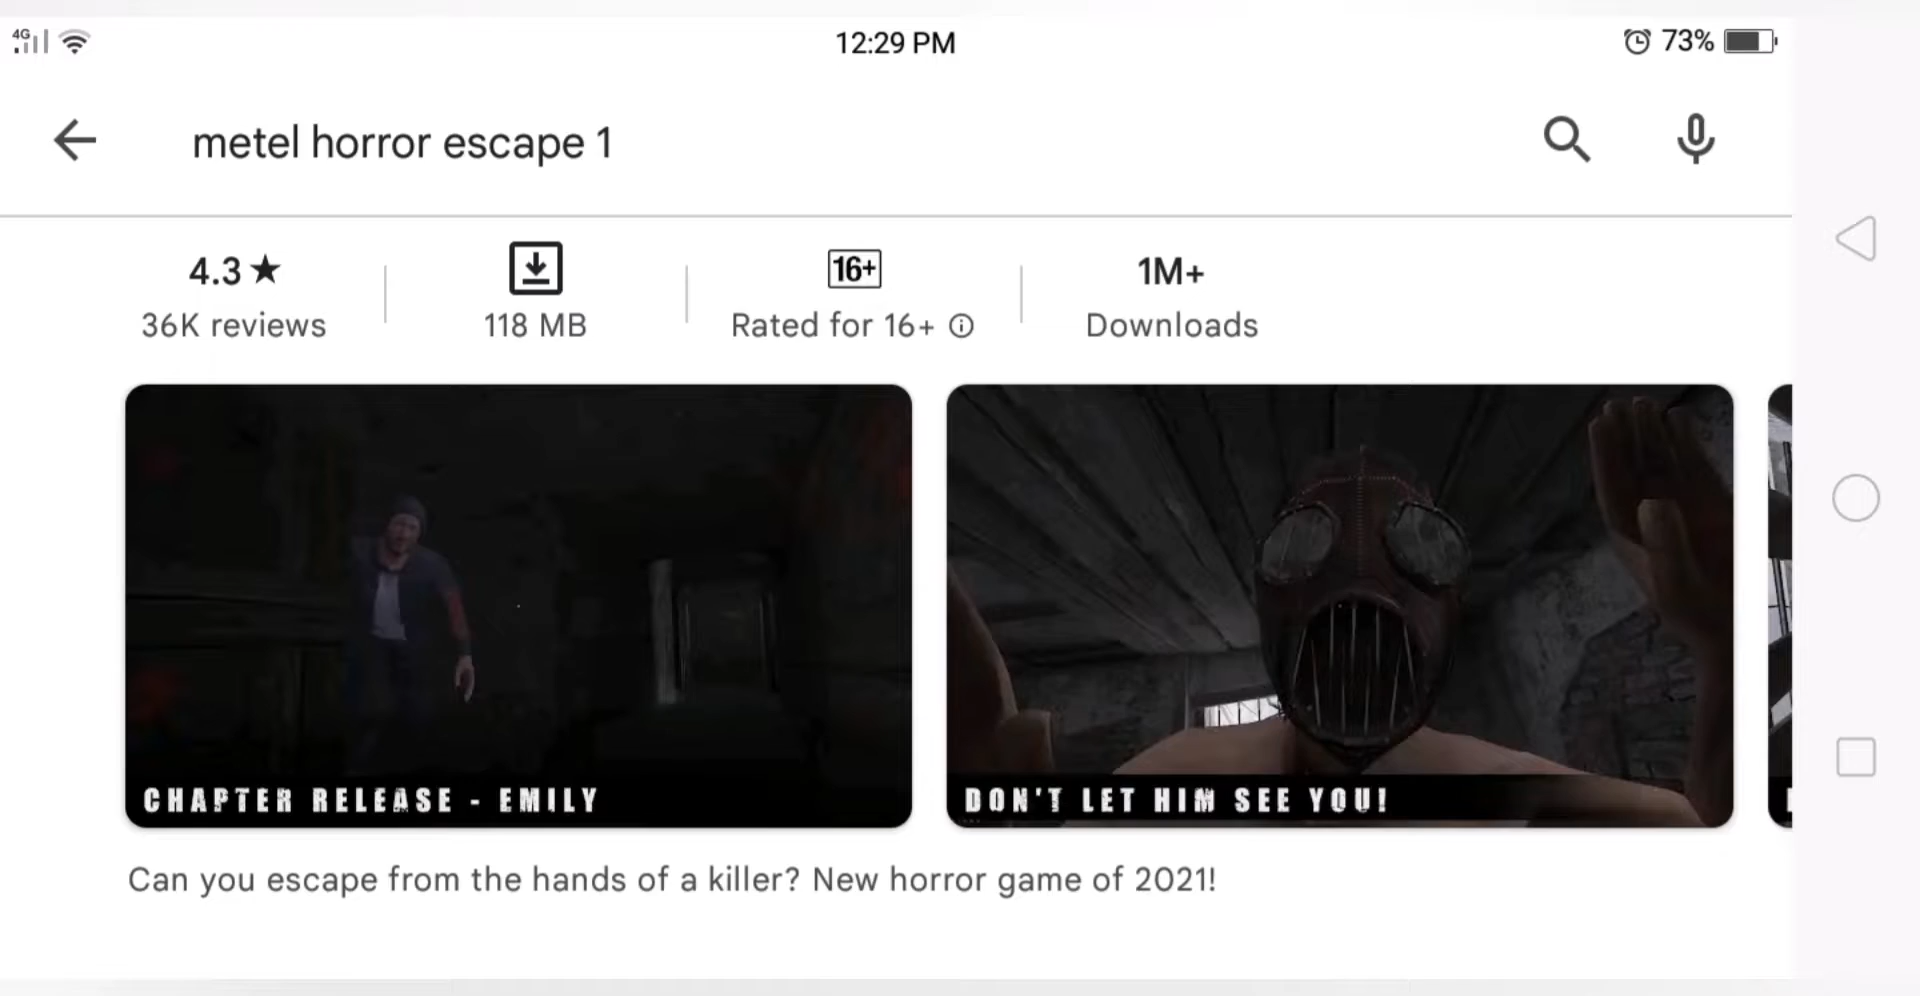 4G
12:29 PM
73%
metel horror escape 1
4.3 ★
36K reviews
118 MB
16+
Rated for 16+
1M+
Downloads
CHAPTER RELEASE - EMILY
DON'T LET HIM SEE YOU!
Can you escape from the hands of a killer? New horror game of 2021!